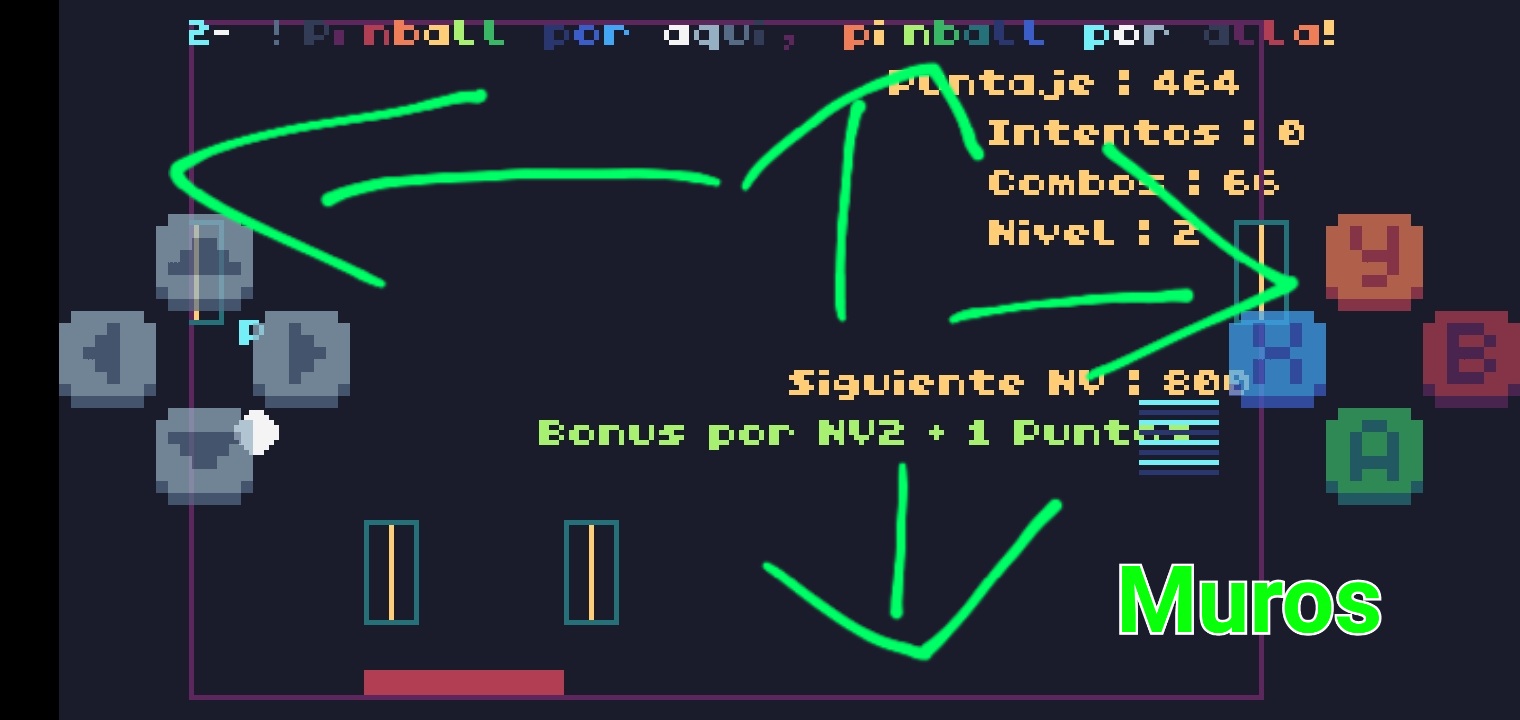 2- ! Pinball por aqui, pinball por alla!
Puntaje : 464
Intentos : 0
Combos : 66
Nivel : 2
Y
p
X
B
Siguiente NV : 800
Bonus por NV2 + 1 Puntos
A
Muros